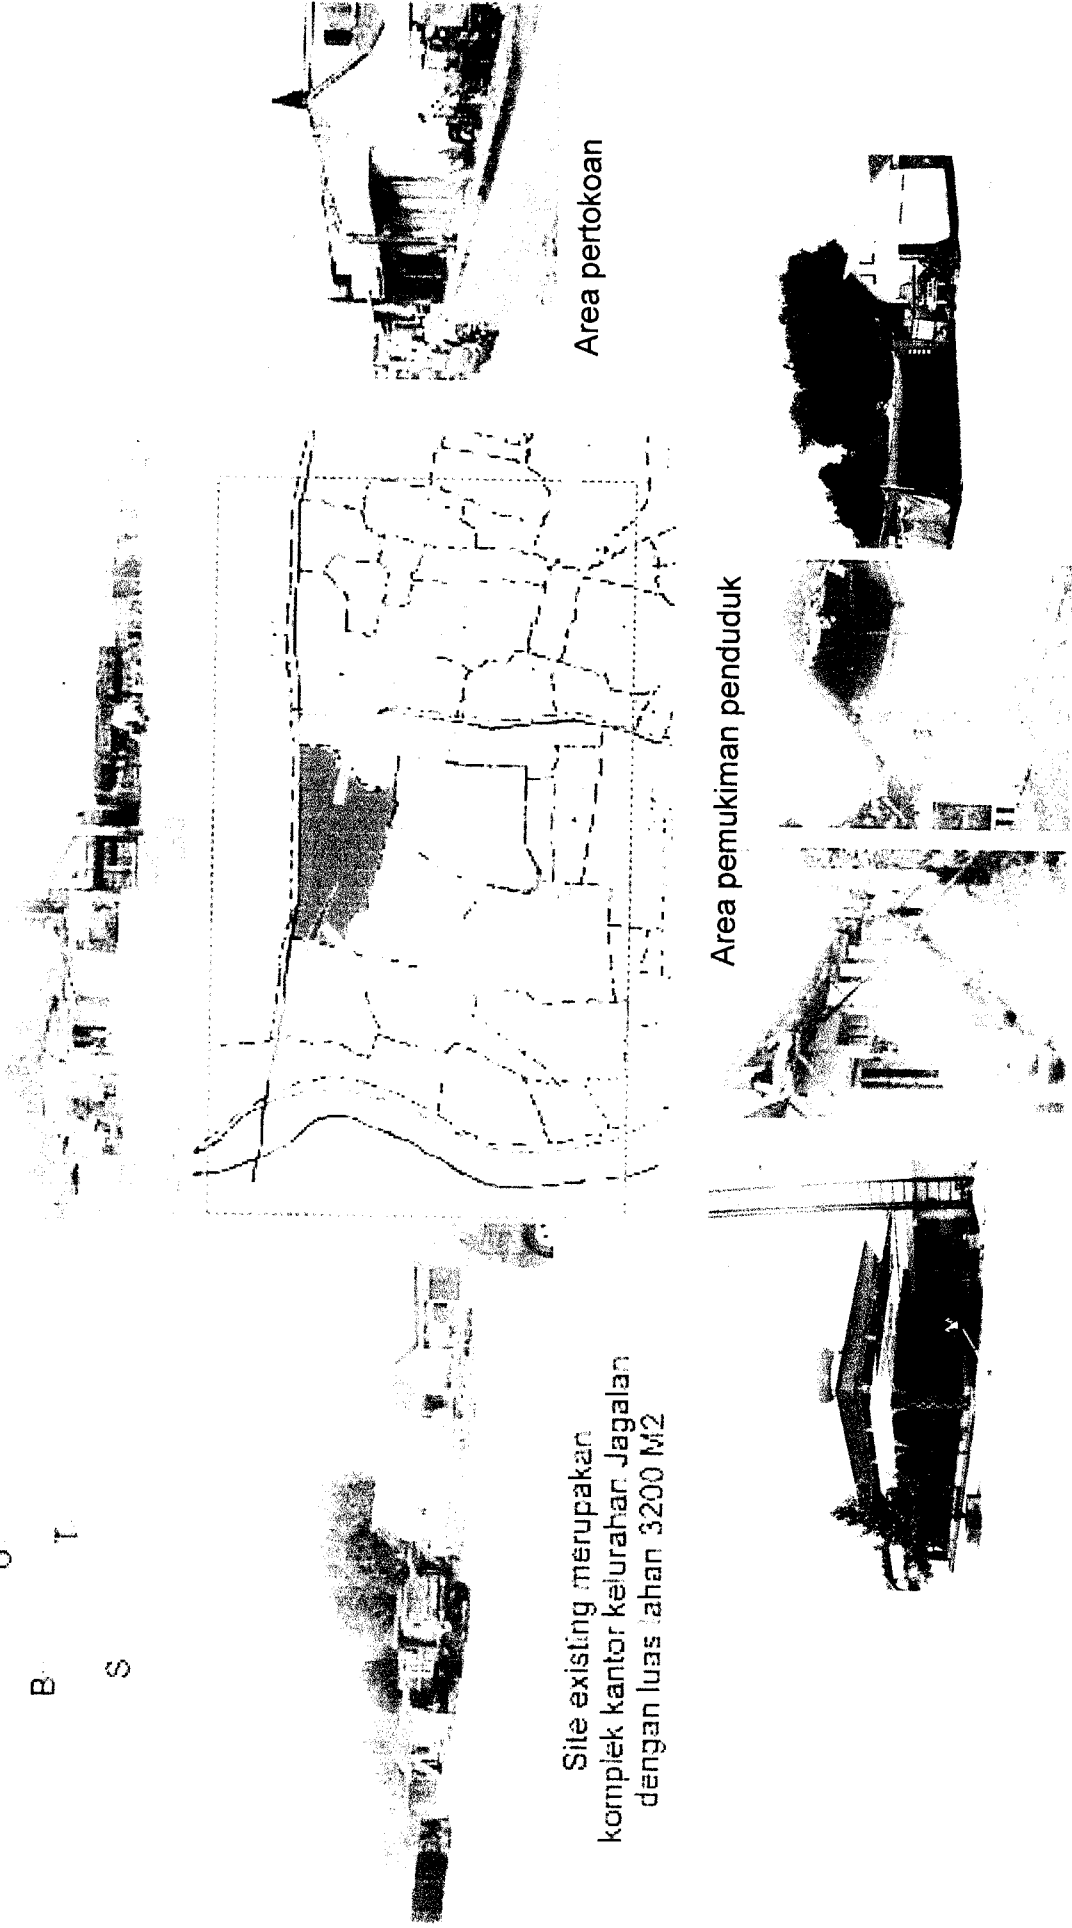 U
B
T
S
Area pertokoan
Site existing merupakan
komplek kantor kelurahan Jagalan
dengan luas lahan 3200 M2
Area pemukiman penduduk